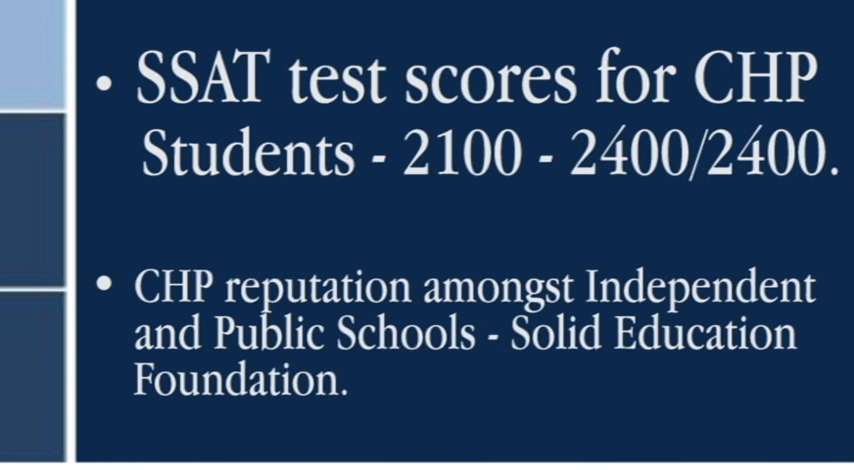 • SSAT test scores for CHP
Students - 2100 - 2400/2400.
• CHP reputation amongst Independent
and Public Schools - Solid Education
Foundation.